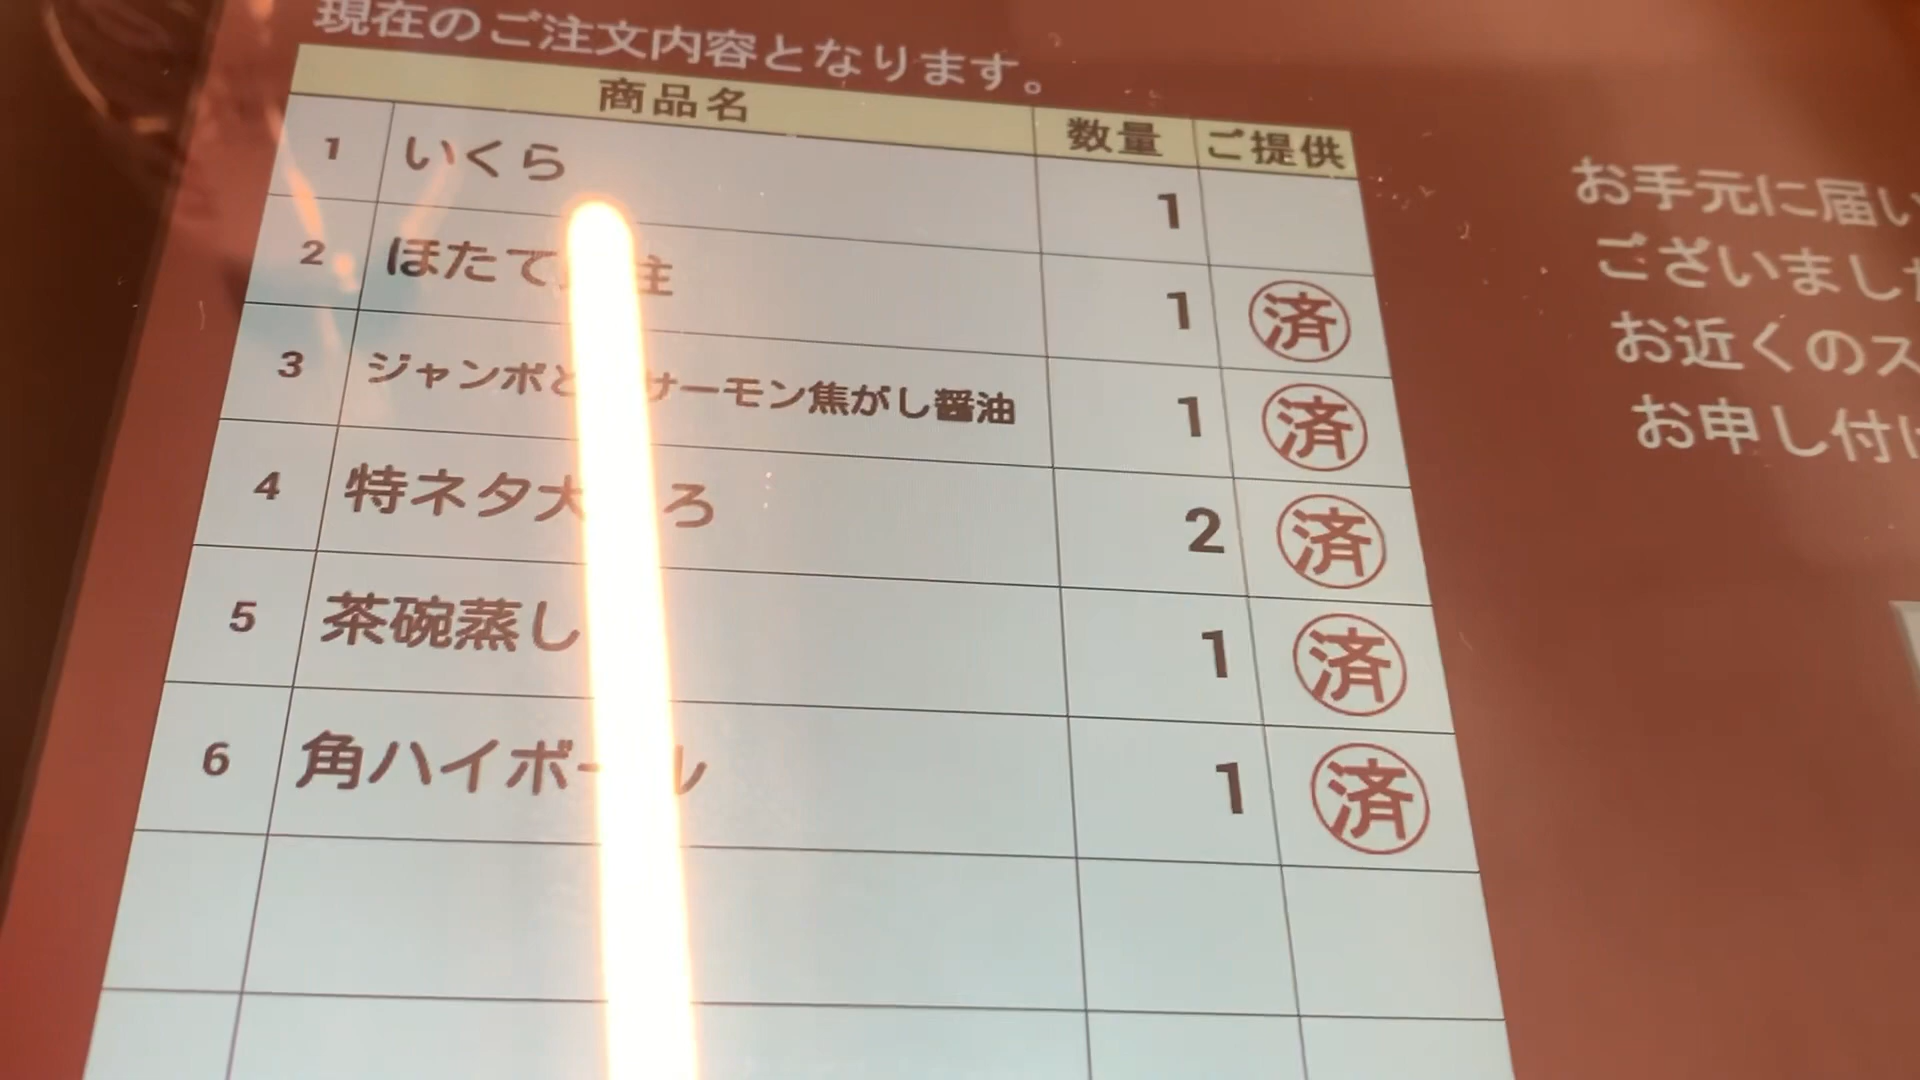 現在のご注文内容となります。
商品名 数量 ご提供
1 いくら 1
2 ほたて 1 済
3 ジャンボと サーモン焦がし醤油 1 済
4 特ネタ大 ろ 2 済
5 茶碗蒸し 1 済
6 角ハイボール 1 済
お手元に届い
ございました
お近くのス
お申し付け